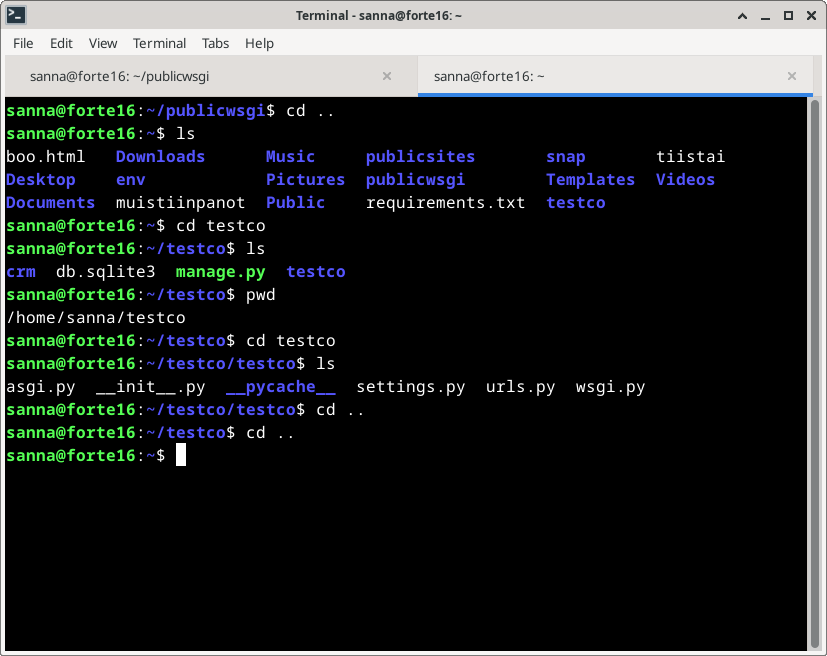 Terminal - sanna@forte16: ~
File Edit View Terminal Tabs Help
sanna@forte16: ~/publicwsgi sanna@forte16: ~
sanna@forte16:~/publicwsgi$ cd ..
sanna@forte16:~$ ls
boo.html Downloads Music publicsites snap tiistai
Desktop env Pictures publicwsgi Templates Videos
Documents muistiinpanot Public requirements.txt testco
sanna@forte16:~$ cd testco
sanna@forte16:~/testco$ ls
crm db.sqlite3 manage.py testco
sanna@forte16:~/testco$ pwd
/home/sanna/testco
sanna@forte16:~/testco$ cd testco
sanna@forte16:~/testco/testco$ ls
asgi.py __init__.py __pycache__ settings.py urls.py wsgi.py
sanna@forte16:~/testco/testco$ cd ..
sanna@forte16:~/testco$ cd ..
sanna@forte16:~$